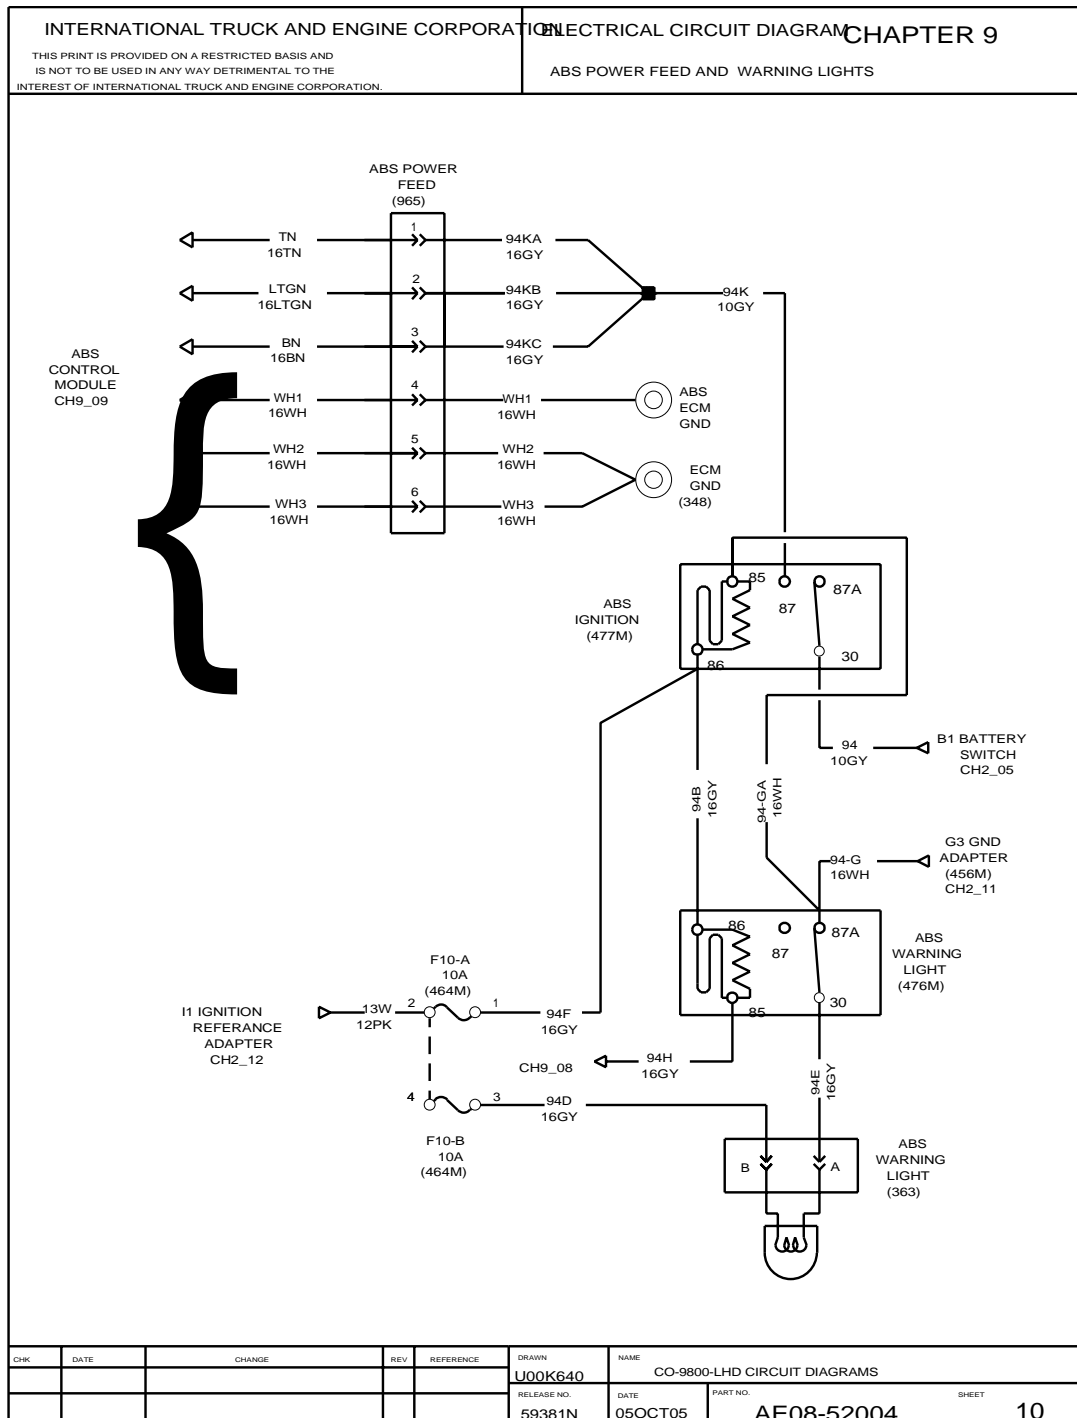 INTERNATIONAL TRUCK AND ENGINE CORPORATION
THIS PRINT IS PROVIDED ON A RESTRICTED BASIS AND
IS NOT TO BE USED IN ANY WAY DETRIMENTAL TO THE
INTEREST OF INTERNATIONAL TRUCK AND ENGINE CORPORATION.
ELECTRICAL CIRCUIT DIAGRAM
CHAPTER 9
ABS POWER FEED AND WARNING LIGHTS
ABS POWER
FEED
(965)
TN
16TN
1
94KA
16GY
LTGN
16LTGN
2
94KB
16GY
94K
10GY
BN
16BN
3
94KC
16GY
ABS
CONTROL
MODULE
CH9_09
{
WH1
16WH
4
WH1
16WH
ABS
ECM
GND
WH2
16WH
5
WH2
16WH
ECM
GND
(348)
WH3
16WH
6
WH3
16WH
ABS
IGNITION
(477M)
85
87
87A
86
30
94
10GY
B1 BATTERY
SWITCH
CH2_05
94B
16GY
94-GA
16WH
94-G
16WH
G3 GND
ADAPTER
(456M)
CH2_11
86
87
87A
85
30
ABS
WARNING
LIGHT
(476M)
F10-A
10A
(464M)
I1 IGNITION
REFERANCE
ADAPTER
CH2_12
13W
12PK
2
1
94F
16GY
CH9_08
94H
16GY
94E
16GY
4
3
94D
16GY
F10-B
10A
(464M)
B
A
ABS
WARNING
LIGHT
(363)
CHK
DATE
CHANGE
REV
REFERENCE
DRAWN
U00K640
NAME
CO-9800-LHD CIRCUIT DIAGRAMS
RELEASE NO.
59381N
DATE
05OCT05
PART NO.
AE08-52004
SHEET
10